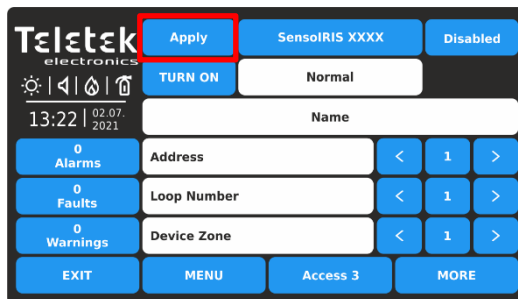 Teletek
electronics
Apply
SensoIRIS XXXX
Disabled
TURN ON
Normal
13:22 | 02.07.
2021
Name
0
Alarms
Address
<
1
>
0
Faults
Loop Number
<
1
>
0
Warnings
Device Zone
<
1
>
EXIT
MENU
Access 3
MORE